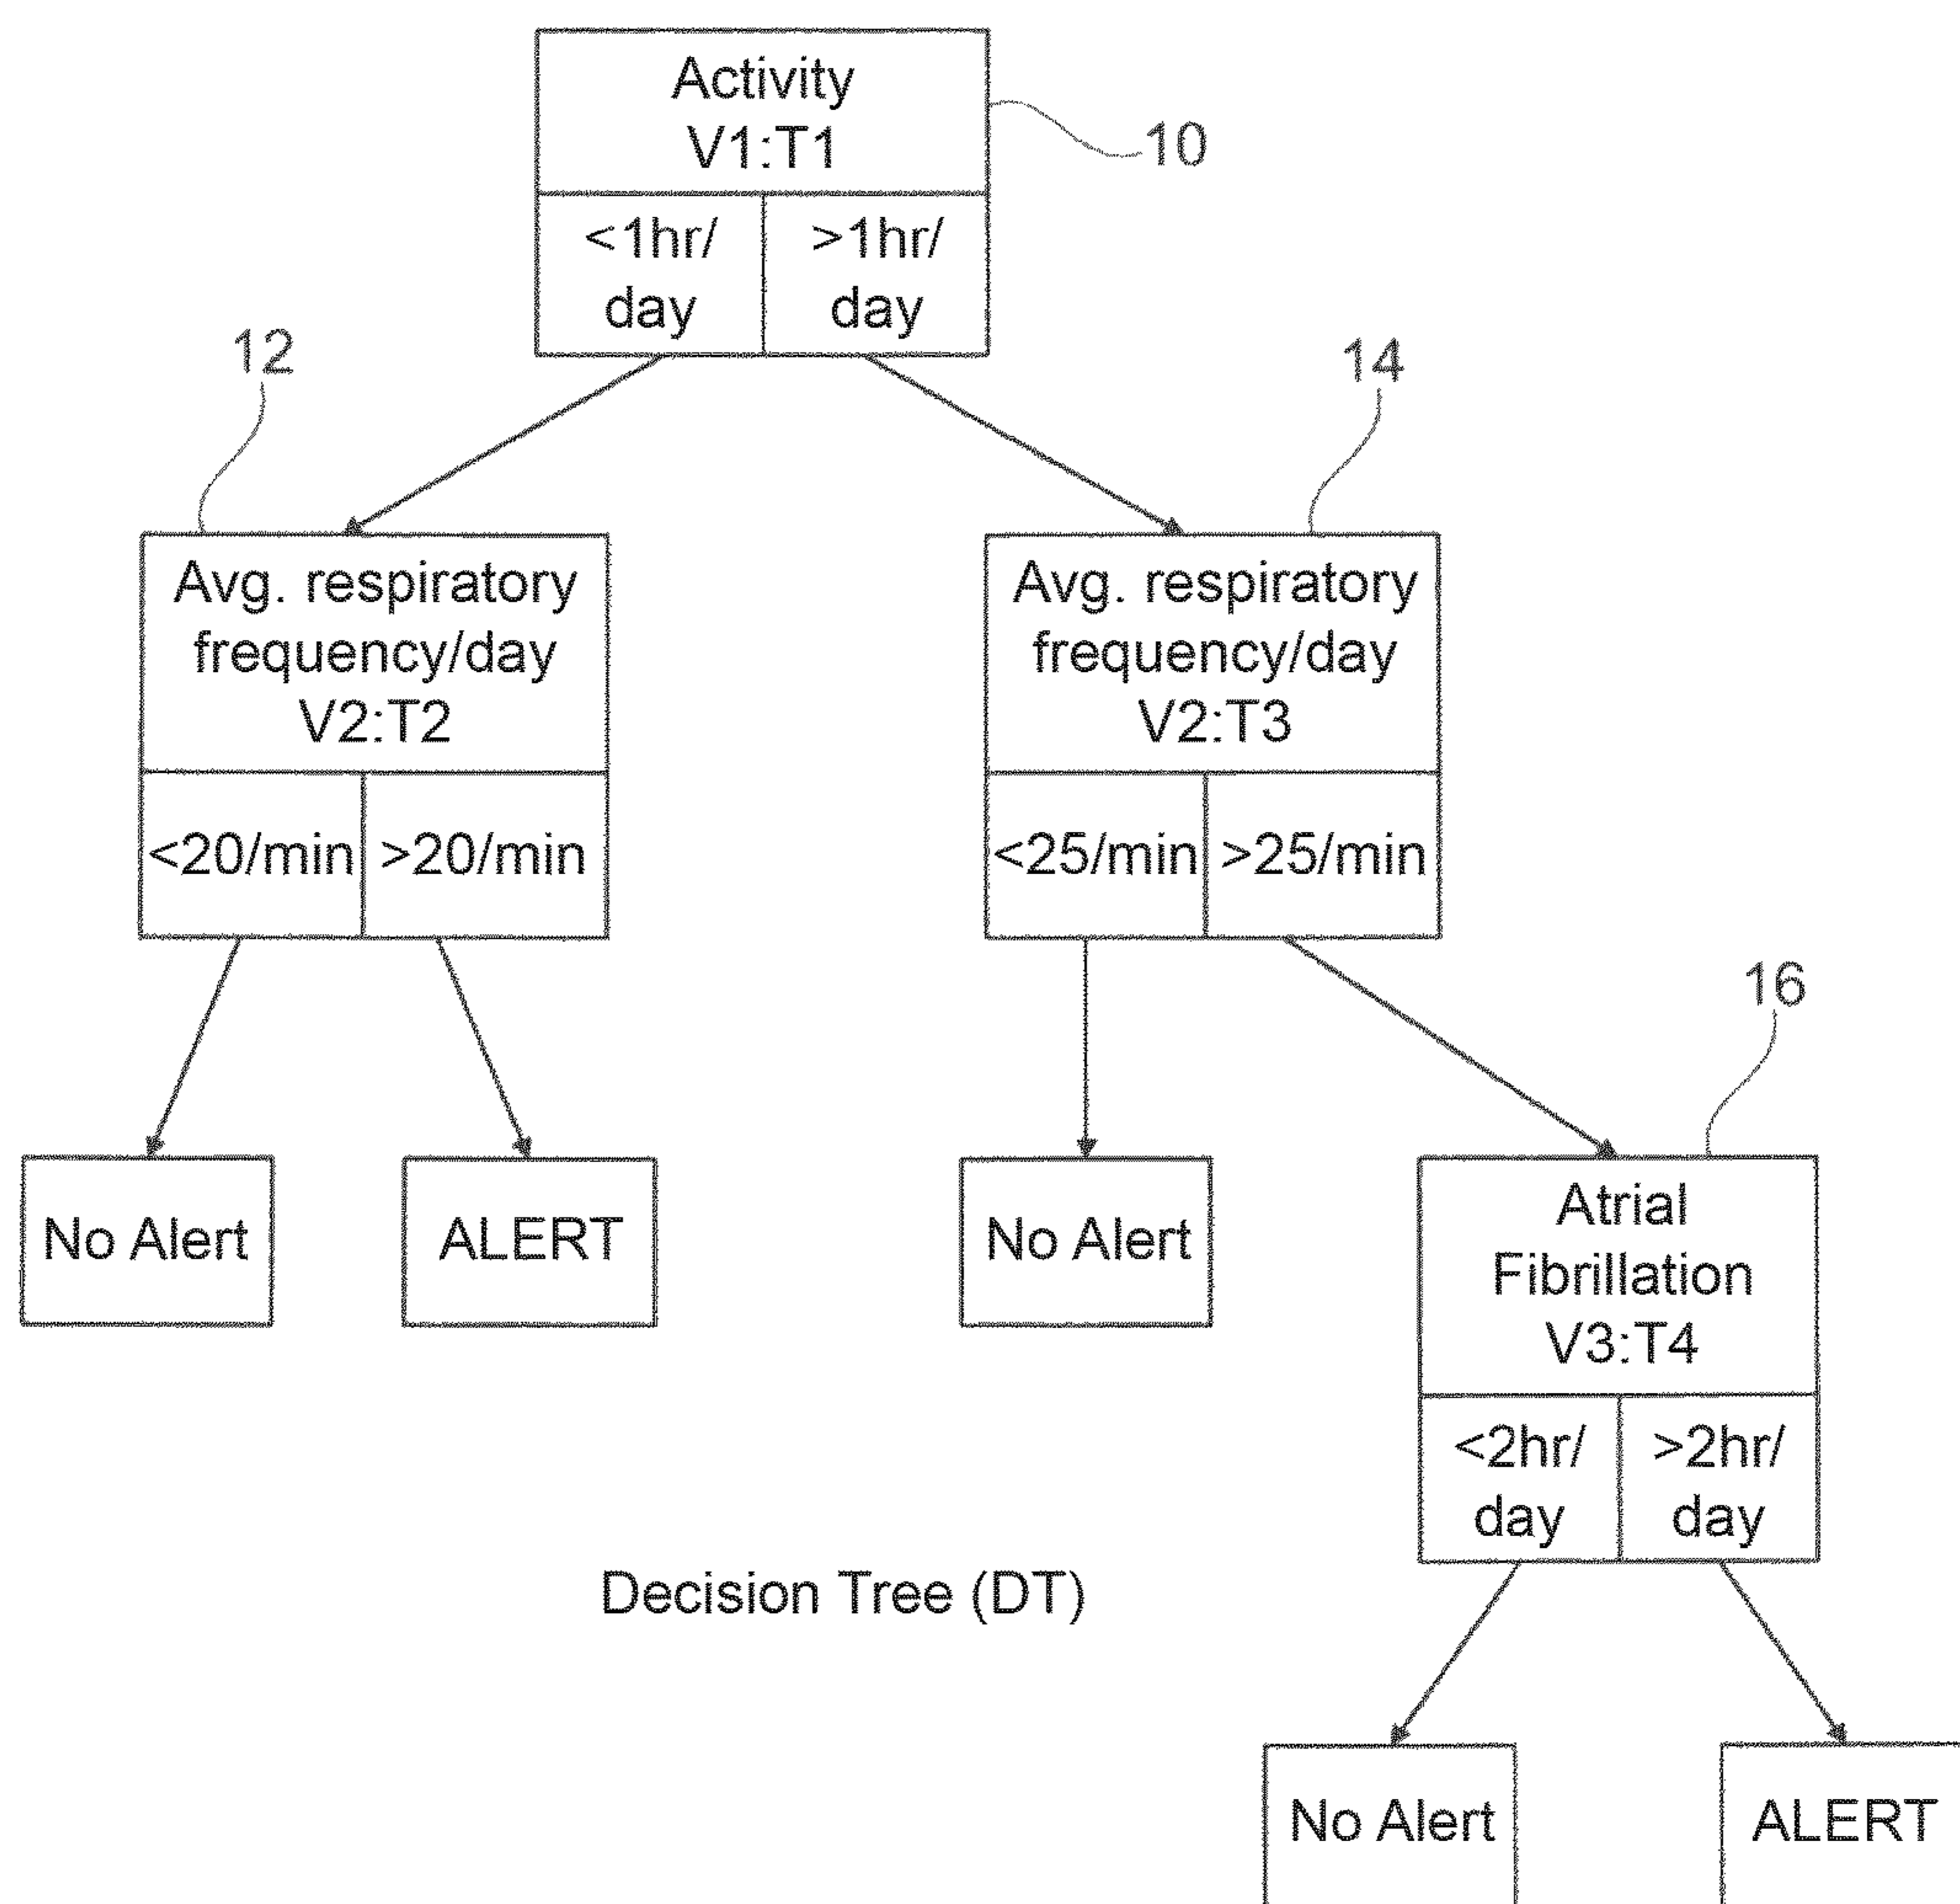 Activity
V1:T1
10
<1hr/
day
>1hr/
day
12
14
Avg. respiratory
frequency/day
V2:T2
<20/min
>20/min
Avg. respiratory
frequency/day
V2:T3
<25/min
>25/min
16
No Alert
ALERT
No Alert
Atrial
Fibrillation
V3:T4
<2hr/
day
>2hr/
day
Decision Tree (DT)
No Alert
ALERT